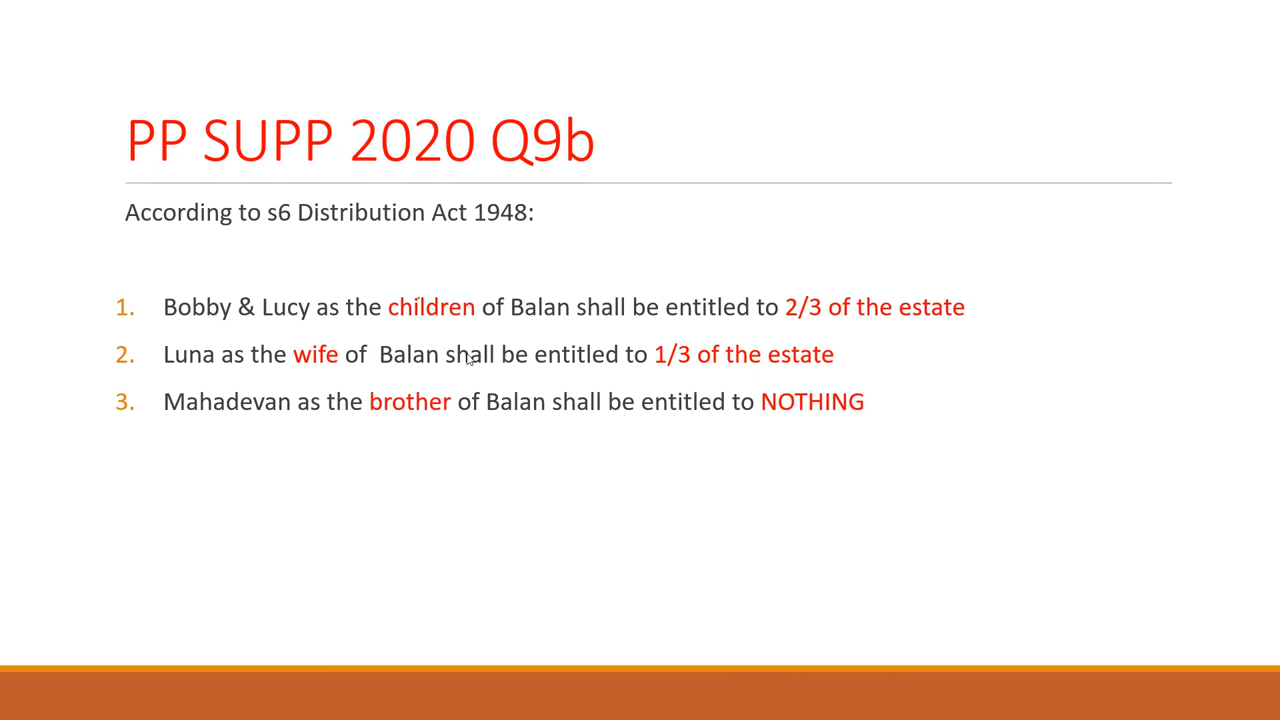 PP SUPP 2020 Q9b
According to s6 Distribution Act 1948:
1. Bobby & Lucy as the children of Balan shall be entitled to 2/3 of the estate
2. Luna as the wife of Balan shall be entitled to 1/3 of the estate
3. Mahadevan as the brother of Balan shall be entitled to NOTHING